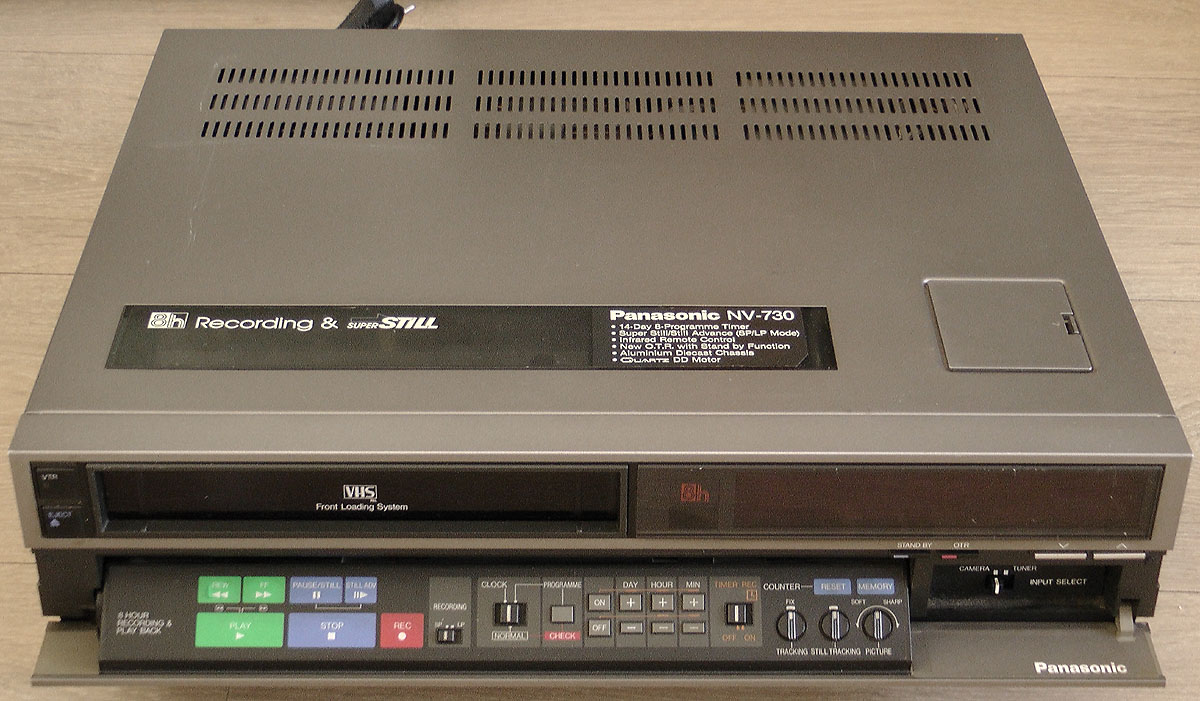 8h Recording & SUPER STILL
Panasonic NV-730
• 14-Day 8-Programme Timer
• Super Still/Still Advance (SP/LP Mode)
• Infrared Remote Control
• New O.T.R. with Stand by Function
• Aluminium Diecast Chassis
• QUARTZ DD Motor
VTR
EJECT
VHS
PAL
Front Loading System
8h
STAND BY OTR
CAMERA TUNER
INPUT SELECT
REW FF PAUSE/STILL STILL ADV
8 HOUR
RECORDING &
PLAY BACK
PLAY STOP REC
RECORDING
SP LP
CLOCK PROGRAMME
NORMAL CHECK
DAY HOUR MIN
ON + + +
OFF − − −
TIMER REC
OFF ON
COUNTER RESET MEMORY
FIX SOFT SHARP
TRACKING STILL TRACKING PICTURE
Panasonic